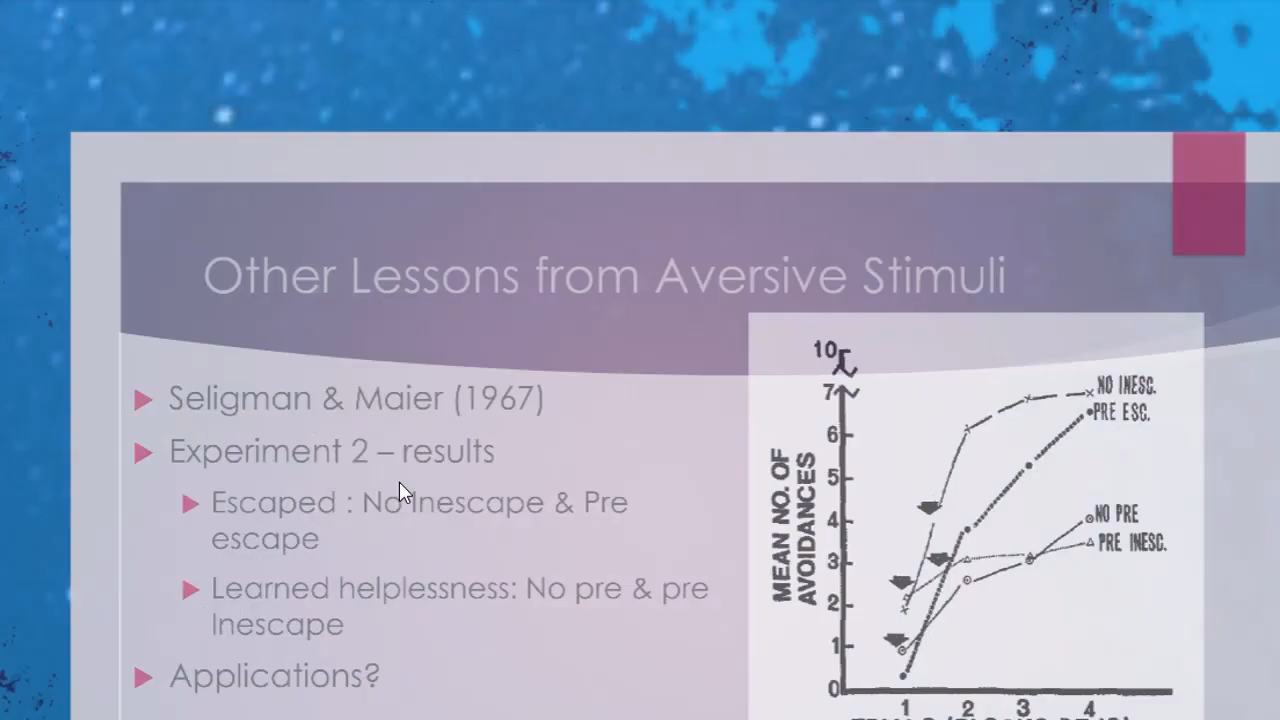 Other Lessons from Aversive Stimuli
Seligman & Maier (1967)
Experiment 2 – results
Escaped : No Inescape & Pre
escape
Learned helplessness: No pre & pre
Inescape
Applications?
MEAN NO. OF
AVOIDANCES
10
7
6
5
4
3
2
1
0
NO INESC.
PRE ESC.
NO PRE
PRE INESC.
1 2 3 4